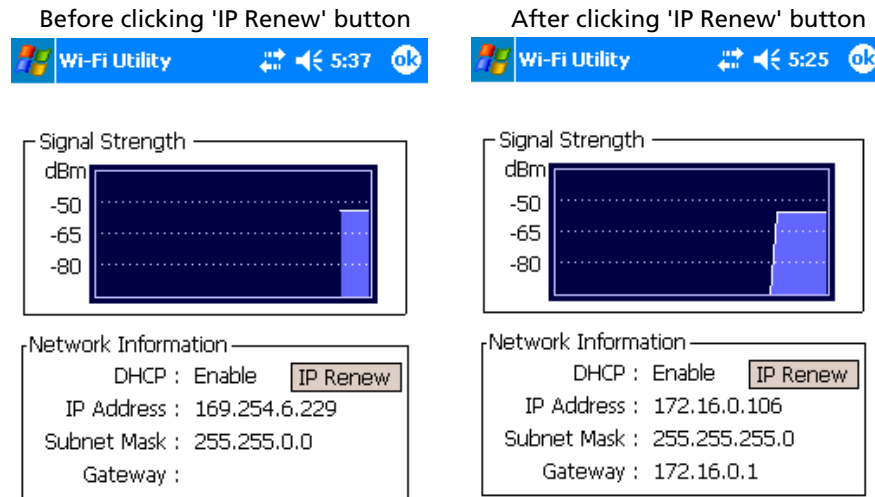 Before clicking 'IP Renew' button
Wi-Fi Utility 5:37 ok
Signal Strength
dBm
-50
-65
-80
Network Information
DHCP : Enable IP Renew
IP Address : 169.254.6.229
Subnet Mask : 255.255.0.0
Gateway :
After clicking 'IP Renew' button
Wi-Fi Utility 5:25 ok
Signal Strength
dBm
-50
-65
-80
Network Information
DHCP : Enable IP Renew
IP Address : 172.16.0.106
Subnet Mask : 255.255.255.0
Gateway : 172.16.0.1